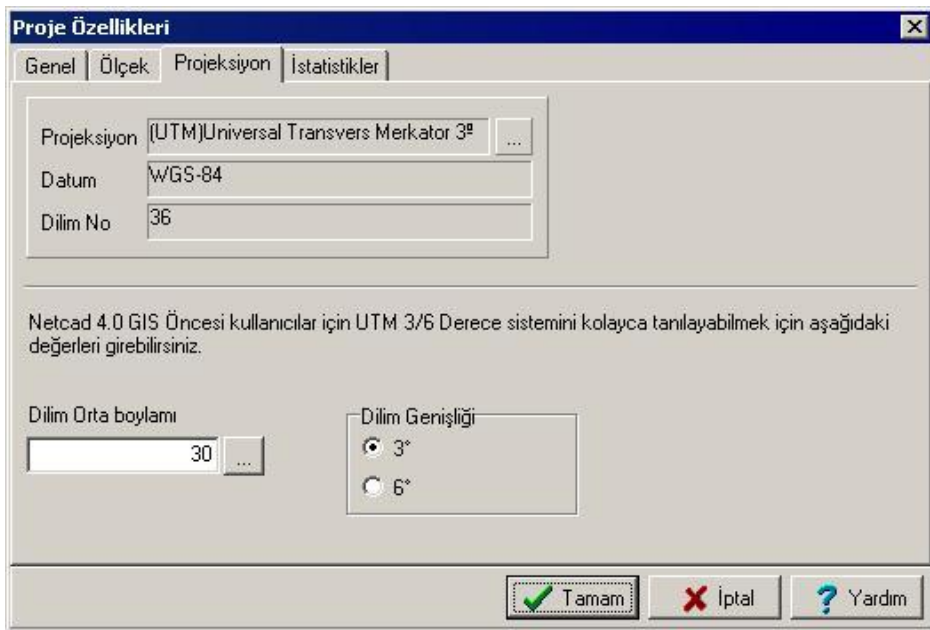 Proje Özellikleri
Genel Ölçek Projeksiyon İstatistikler
Projeksiyon (UTM)Universal Transvers Merkator 3º ...
Datum WGS-84
Dilim No 36
Netcad 4.0 GIS Öncesi kullanıcılar için UTM 3/6 Derece sistemini kolayca tanılayabilmek için aşağıdaki
değerleri girebilirsiniz.
Dilim Orta boylamı Dilim Genişliği
30 ... 3°
6°
Tamam İptal ? Yardım